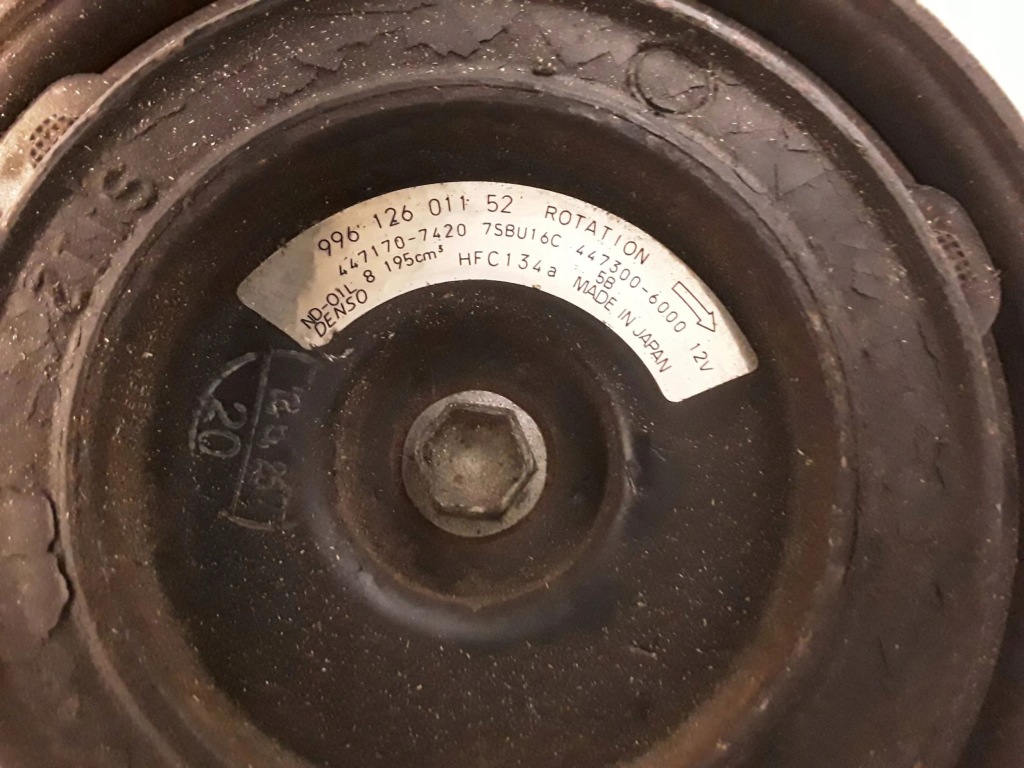 996 126 011 52 ROTATION
447170-7420 7SBU16C 447300-6000 12V
ND-OIL 8 195cm³ HFC134a 5B
DENSO MADE IN JAPAN
20